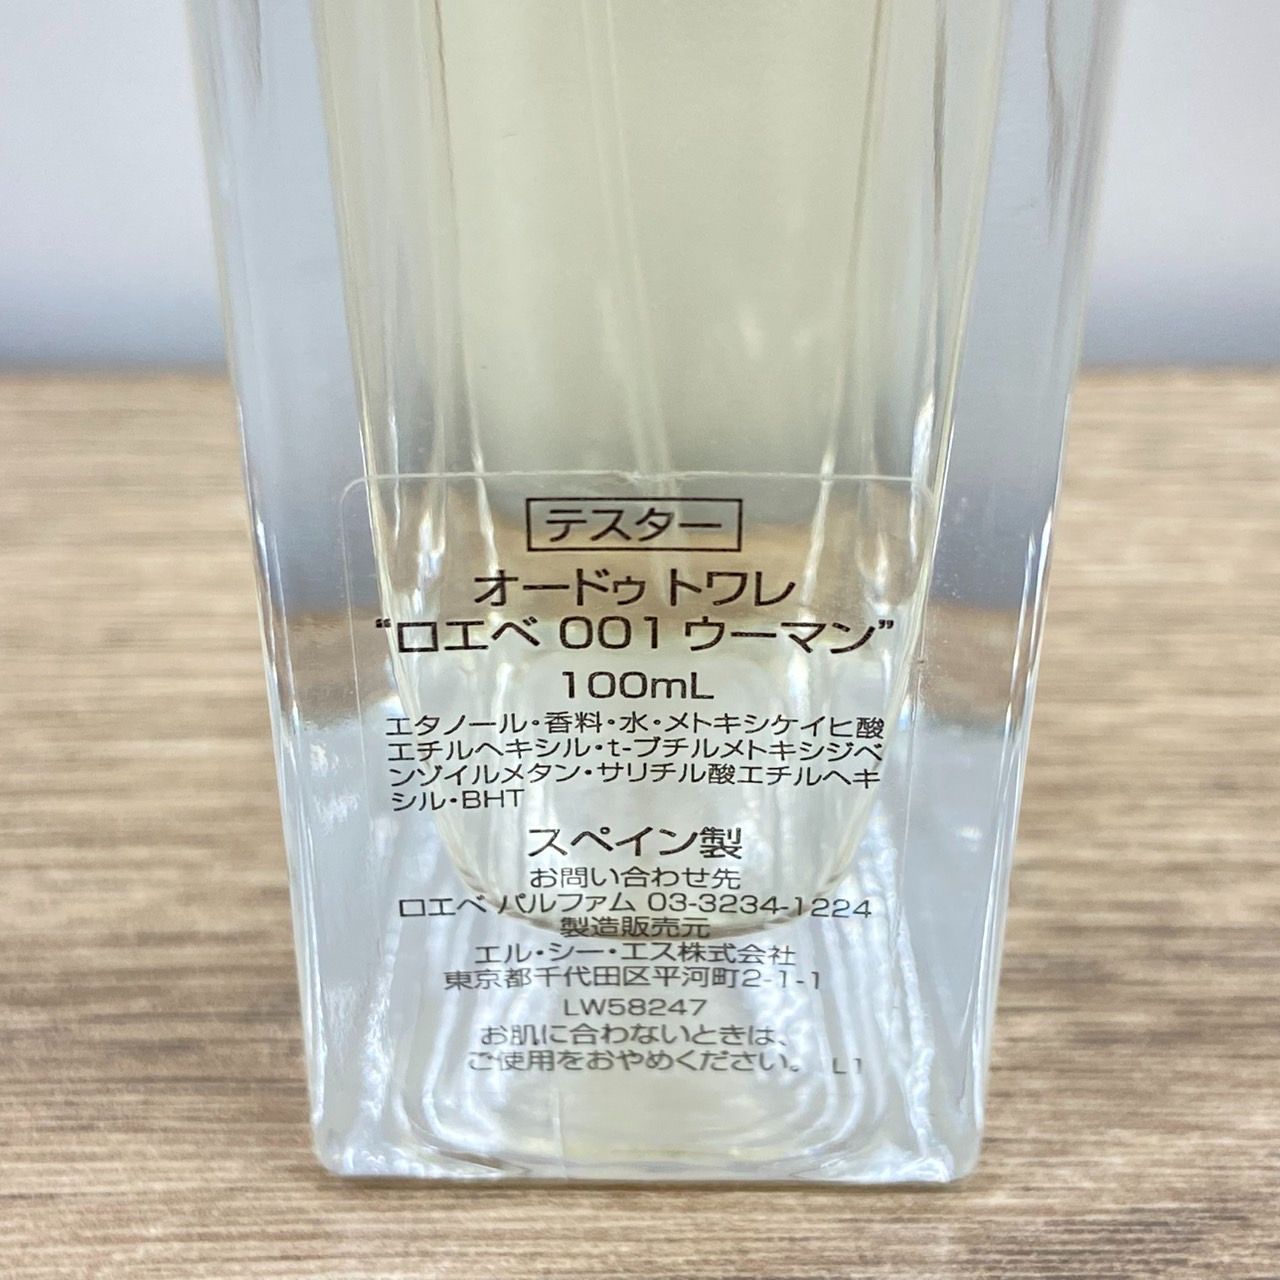 テスター
オードゥ トワレ
“ロエベ 001 ウーマン”
100mL
エタノール・香料・水・メトキシケイヒ酸
エチルヘキシル・t-ブチルメトキシジベ
ンゾイルメタン・サリチル酸エチルヘキ
シル・BHT
スペイン製
お問い合わせ先
ロエベ パルファム 03-3234-1224
製造販売元
エル・シー・エス株式会社
東京都千代田区平河町2-1-1
LW58247
お肌に合わないときは、
ご使用をおやめください。 L1